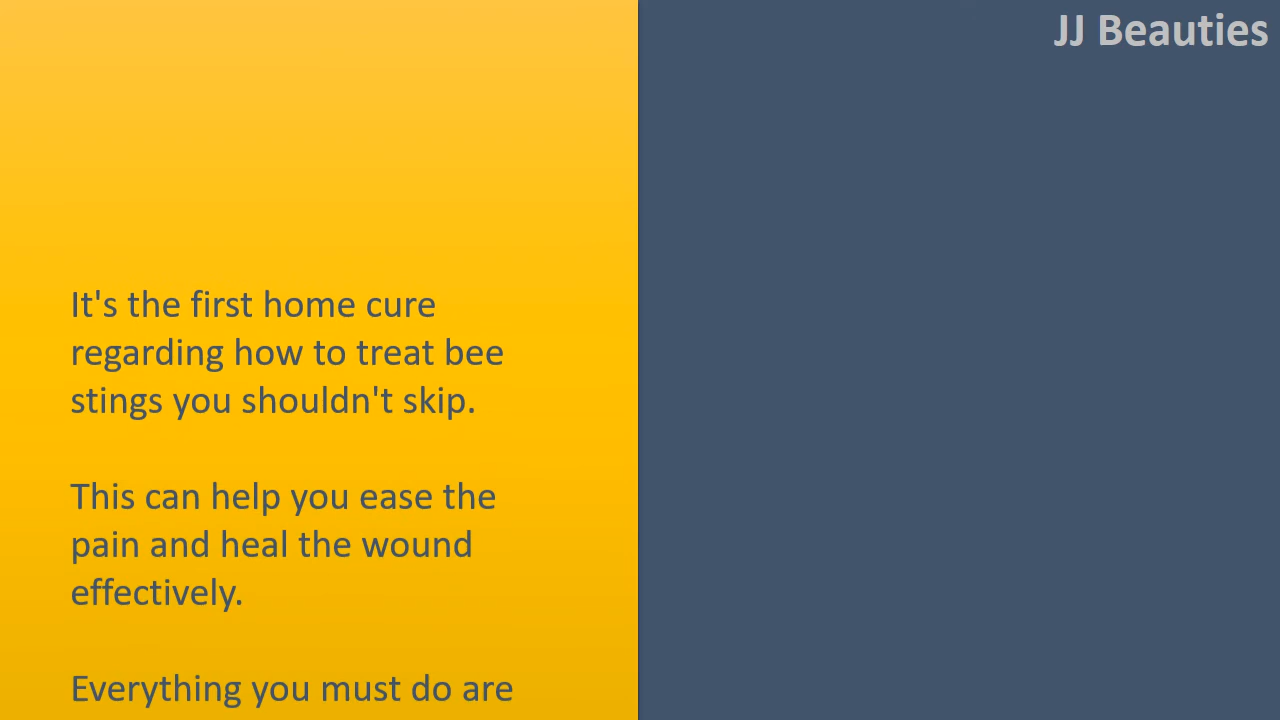 JJ Beauties
It's the first home cure
regarding how to treat bee
stings you shouldn't skip.
This can help you ease the
pain and heal the wound
effectively.
Everything you must do are